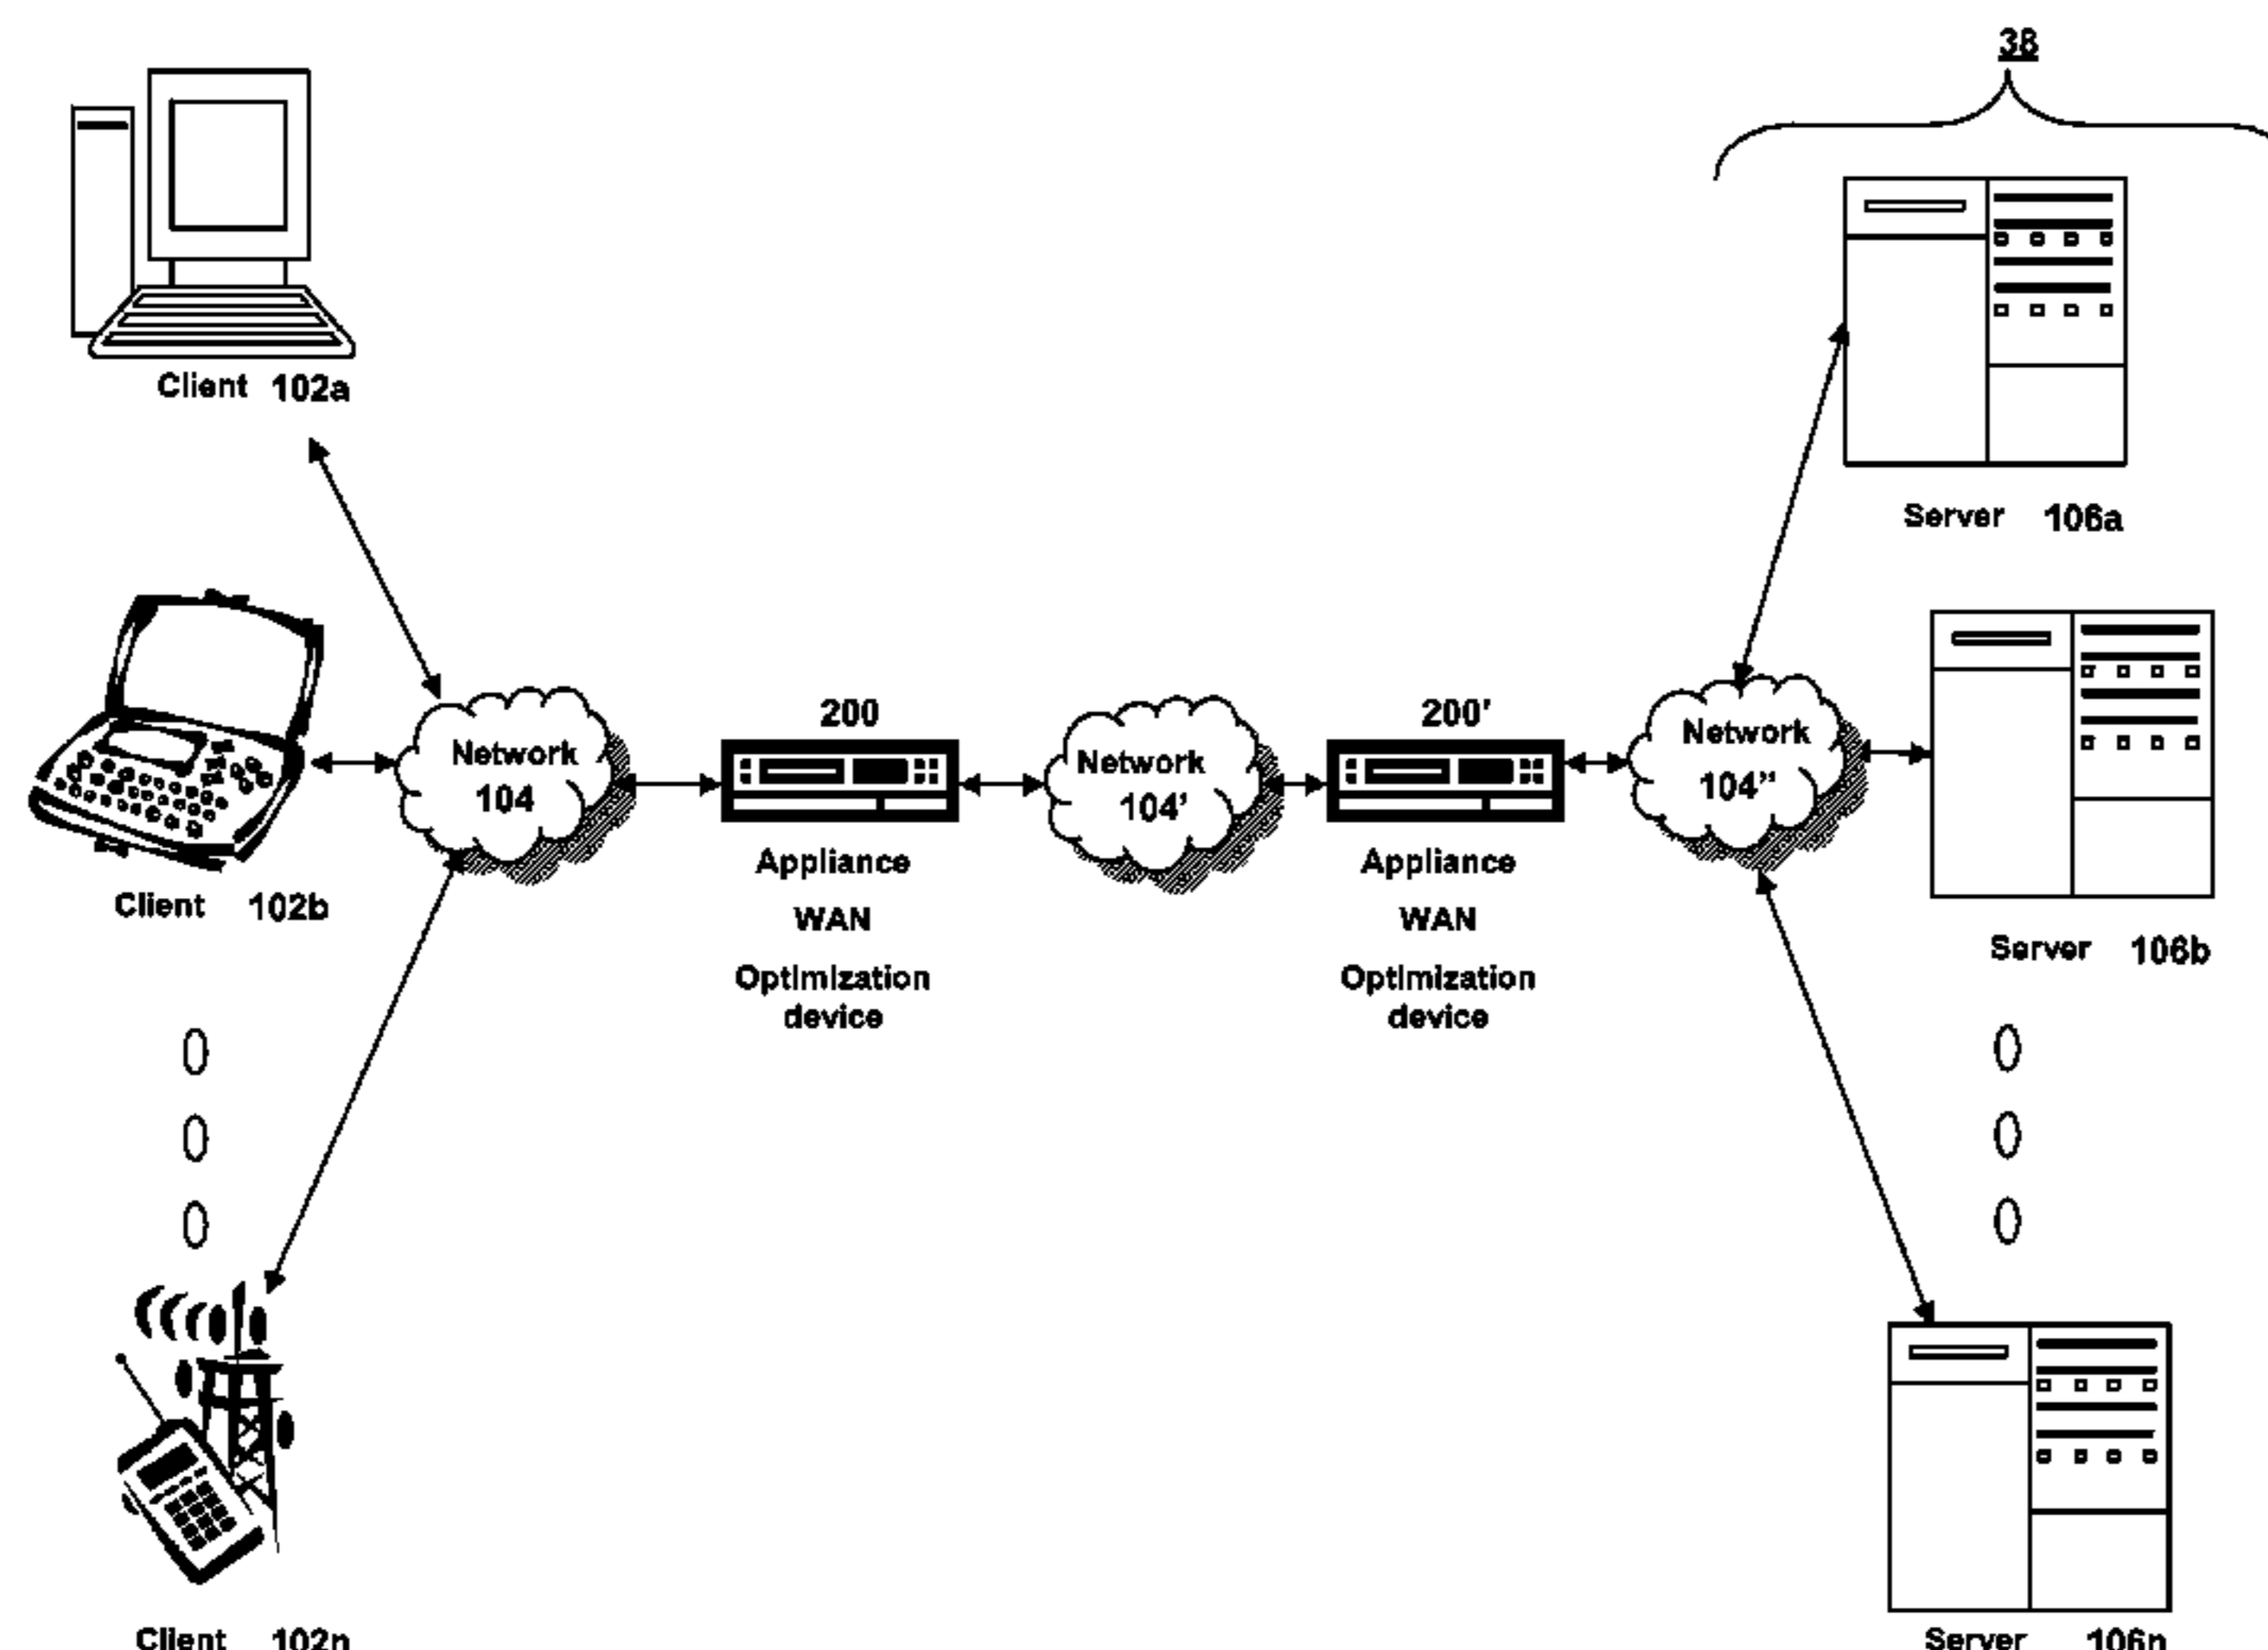 38
Client 102a
Server 106a
Client 102b
Network
104
200
Appliance
WAN
Optimization
device
Network
104'
200'
Appliance
WAN
Optimization
device
Network
104"
Server 106b
Client 102n
Server 106n